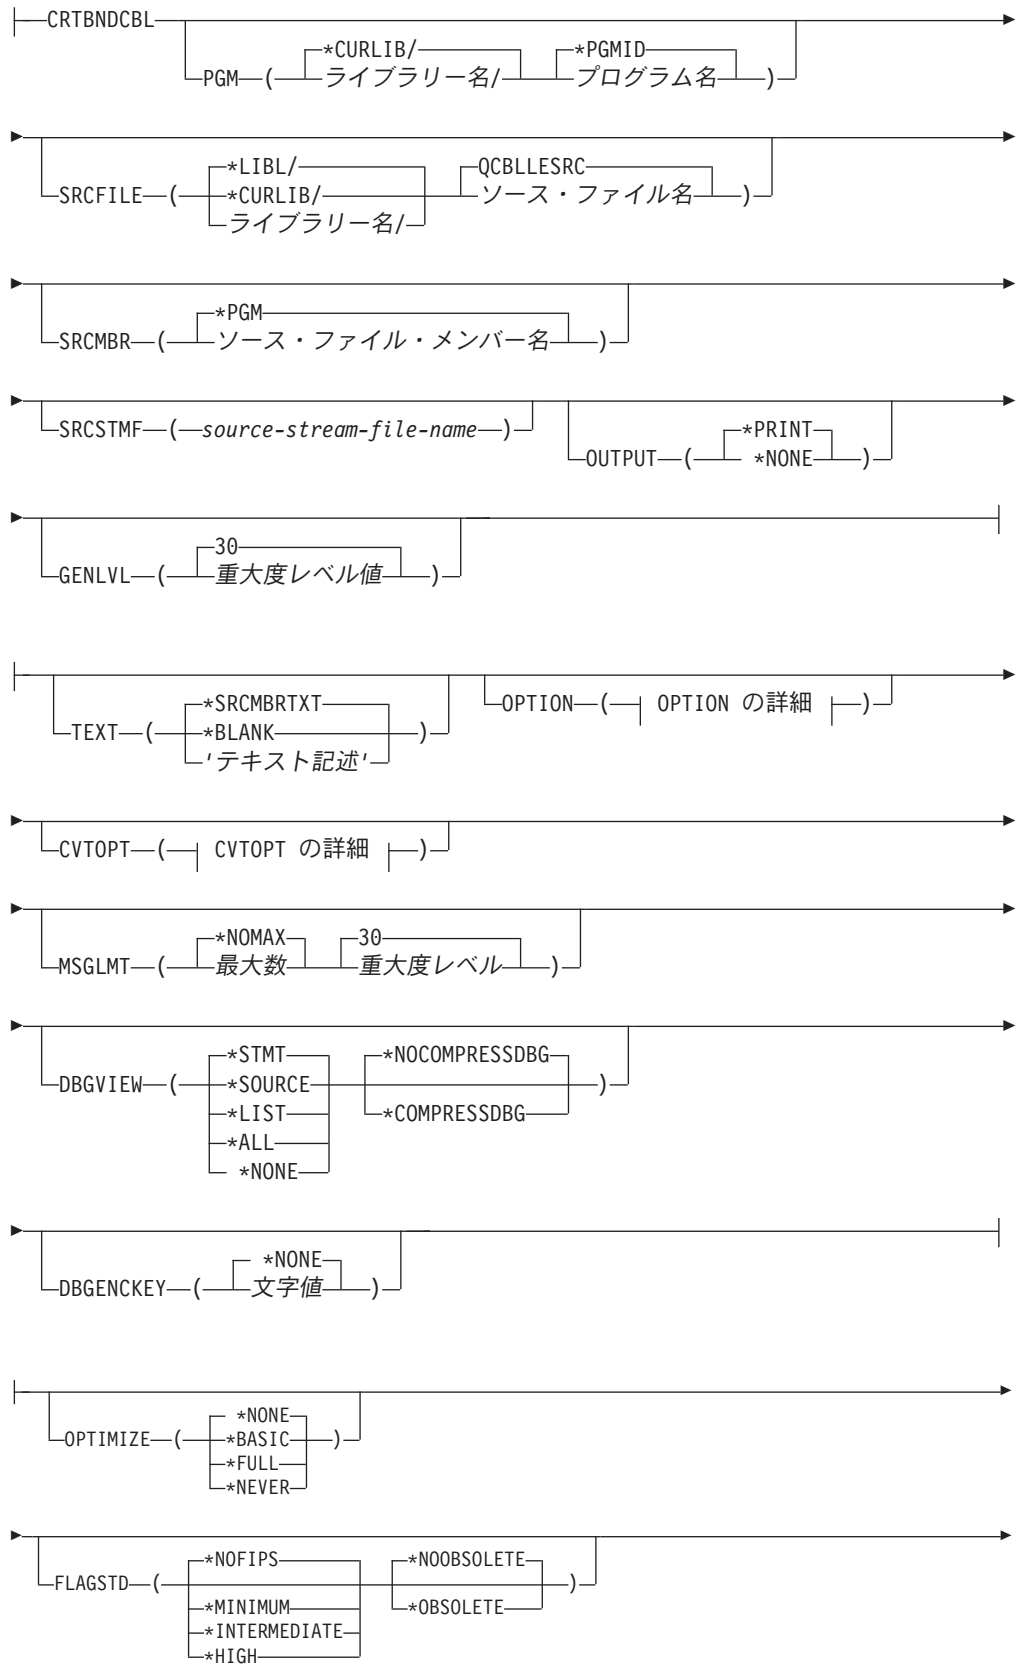 CRTBNDCBL
*CURLIB/ *PGMID
PGM ( ライブラリー名/ プログラム名 )
*LIBL/ QCBLLESRC
SRCFILE ( *CURLIB/ ソース・ファイル名 )
ライブラリー名/
*PGM
SRCMBR ( ソース・ファイル・メンバー名 )
SRCSTMF ( source-stream-file-name ) *PRINT
OUTPUT ( *NONE )
30
GENLVL ( 重大度レベル値 )
*SRCMBRTXT OPTION ( OPTION の詳細 )
TEXT ( *BLANK )
'テキスト記述'
CVTOPT ( CVTOPT の詳細 )
*NOMAX 30
MSGLMT ( 最大数 重大度レベル )
*STMT *NOCOMPRESSDBG
DBGVIEW ( *SOURCE )
*LIST *COMPRESSDBG
*ALL
*NONE
*NONE
DBGENCKEY ( 文字値 )
*NONE
OPTIMIZE ( *BASIC )
*FULL
*NEVER
*NOFIPS *NOOBSOLETE
FLAGSTD ( )
*MINIMUM *OBSOLETE
*INTERMEDIATE
*HIGH